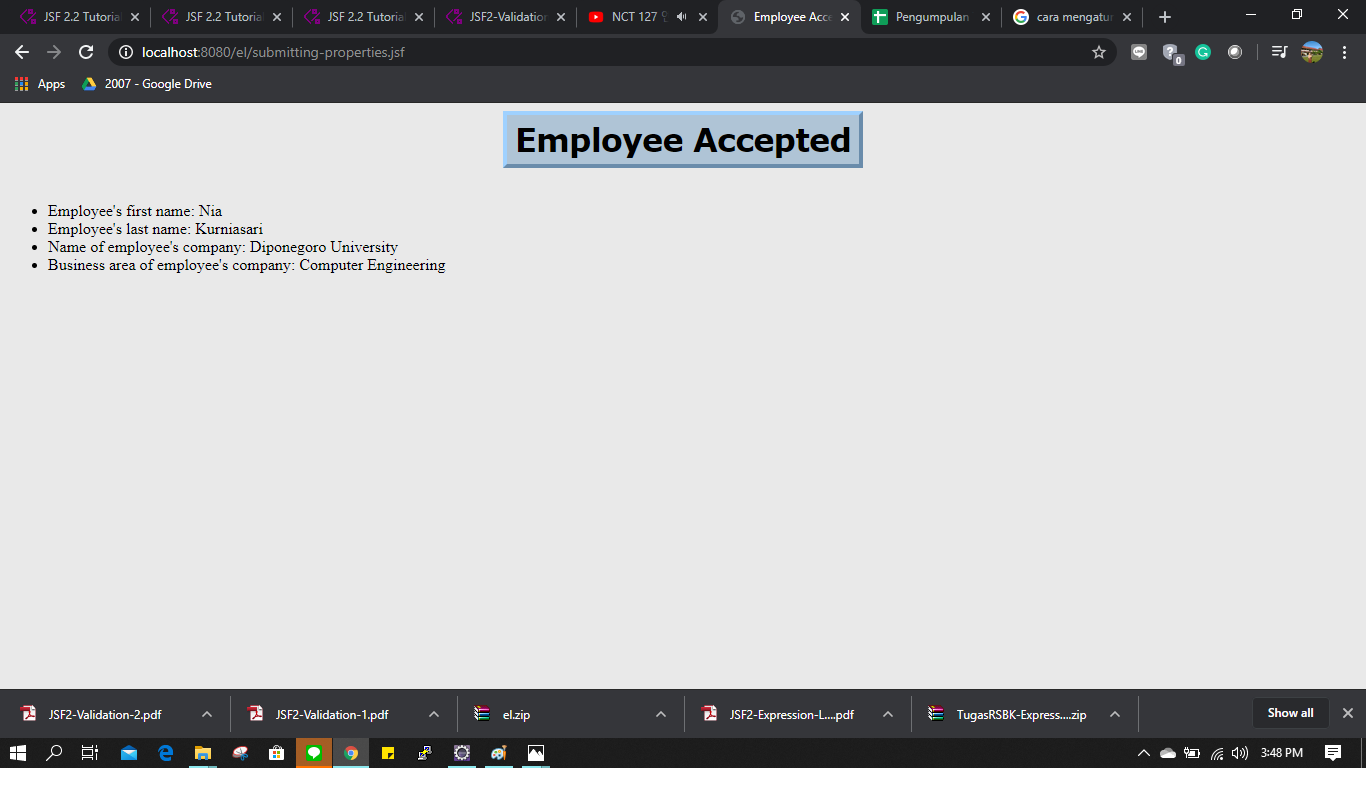 JSF 2.2 Tutorial
JSF 2.2 Tutorial
JSF 2.2 Tutorial
JSF2-Validation
NCT 127
Employee Acce
Pengumpulan
cara mengatur
localhost:8080/el/submitting-properties.jsf
0
Apps
2007 - Google Drive
Employee Accepted
• Employee's first name: Nia
• Employee's last name: Kurniasari
• Name of employee's company: Diponegoro University
• Business area of employee's company: Computer Engineering
JSF2-Validation-2.pdf
JSF2-Validation-1.pdf
el.zip
JSF2-Expression-L....pdf
TugasRSBK-Express....zip
Show all
3:48 PM